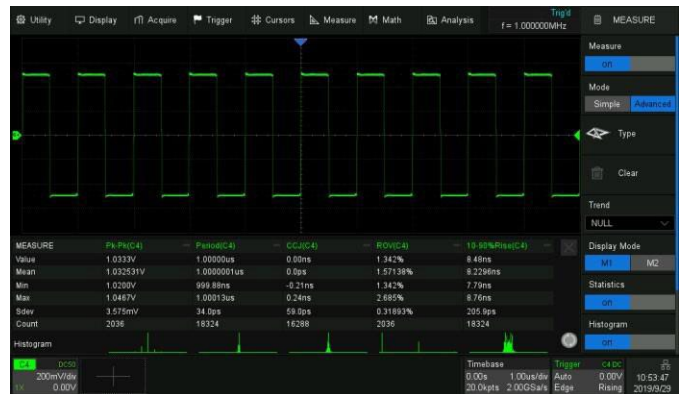 Utility Display Acquire Trigger Cursors Measure Math Analysis Trig'd f = 1.000000MHz MEASURE
Measure
on
Mode
Simple Advanced
Type
Clear
Trend
NULL
MEASURE Pk-Pk(C4) Period(C4) CCJ(C4) ROV(C4) 10-90%Rise(C4)
Value 1.0333V 1.00000us 0.00ns 1.342% 8.48ns
Mean 1.032531V 1.0000001us 0.0ps 1.57138% 8.2296ns
Min 1.0200V 999.88ns -0.21ns 1.342% 7.79ns
Max 1.0467V 1.00013us 0.24ns 2.685% 8.76ns
Sdev 3.575mV 34.0ps 59.0ps 0.31893% 205.9ps
Count 2036 18324 16288 2036 18324
Histogram
Display Mode
M1 M2
Statistics
on
Histogram
on
C4 DC50
200mV/div
1X 0.00V
Timebase
0.00s 1.00us/div
20.0kpts 2.00GSa/s
Trigger C4 DC
Auto 0.00V
Edge Rising
10:53:47
2019/9/29